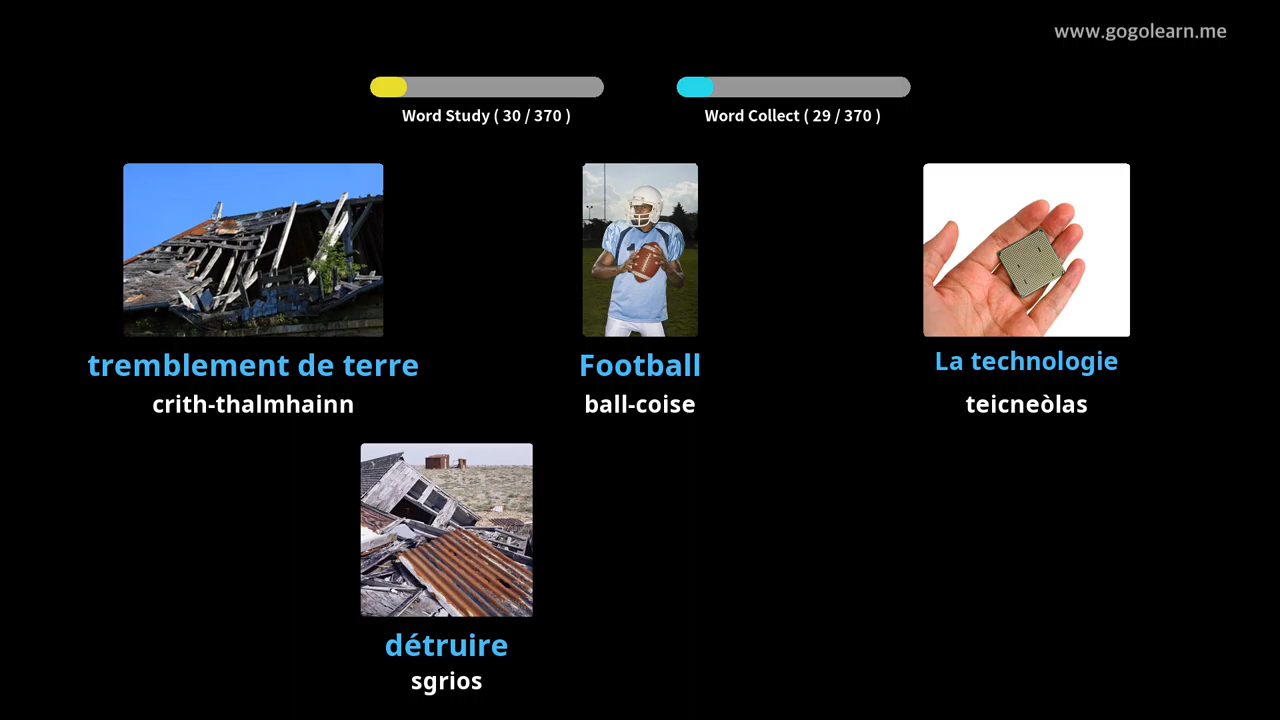 www.gogolearn.me
Word Study ( 30 / 370 )
Word Collect ( 29 / 370 )
tremblement de terre
crith-thalmhainn
Football
ball-coise
La technologie
teicneòlas
détruire
sgrios